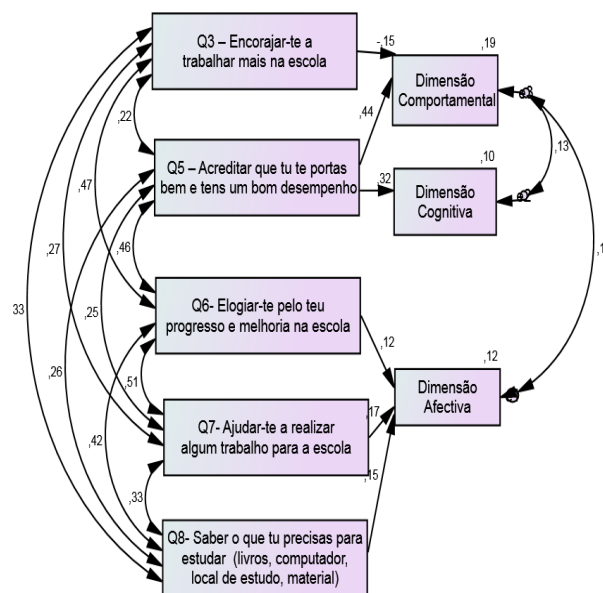 Q3 – Encorajar-te a
trabalhar mais na escola
-,15
,19
Dimensão
Comportamental
,44
,22
Q5 – Acreditar que tu te portas
bem e tens um bom desempenho
,32
,10
Dimensão
Cognitiva
,13
,47
,46
,27
,25
33
,26
Q6- Elogiar-te pelo teu
progresso e melhoria na escola
,12
,12
Dimensão
Afectiva
,51
,42
Q7- Ajudar-te a realizar
algum trabalho para a escola
,17
,15
,33
Q8- Saber o que tu precisas para
estudar (livros, computador,
local de estudo, material)